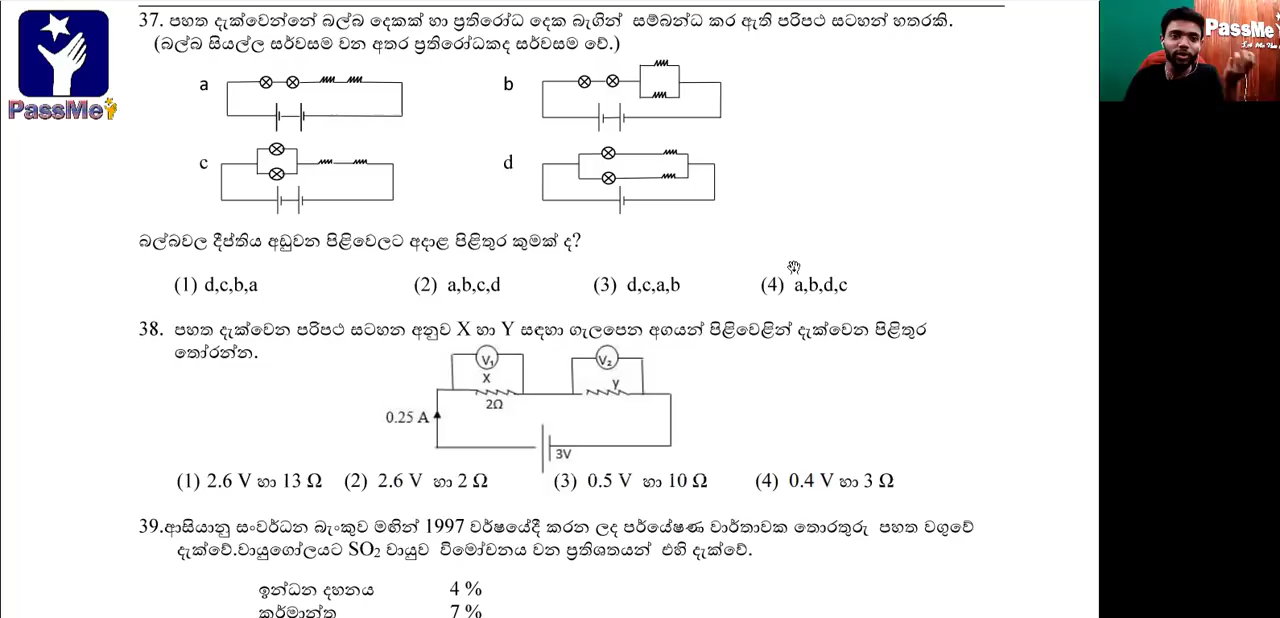 37. පහත දැක්වෙන්නේ බල්බ දෙකක් හා ප්‍රතිරෝධ දෙක බැගින් සම්බන්ධ කර ඇති පරිපථ සටහන් හතරකි.
(බල්බ සියල්ල සර්වසම වන අතර ප්‍රතිරෝධකද සර්වසම වේ.)
PassMe
PassMe
a
b
c
d
බල්බවල දීප්තිය අඩුවන පිළිවෙලට අදාළ පිළිතුර කුමක් ද?
(1) d,c,b,a (2) a,b,c,d (3) d,c,a,b (4) a,b,d,c
38. පහත දැක්වෙන පරිපථ සටහන අනුව X හා Y සඳහා ගැලපෙන අගයන් පිළිවෙළින් දැක්වෙන පිළිතුර
තෝරන්න.
V₁ V₂
X y
2Ω
0.25 A
3V
(1) 2.6 V හා 13 Ω (2) 2.6 V හා 2 Ω (3) 0.5 V හා 10 Ω (4) 0.4 V හා 3 Ω
39.ආසියානු සංවර්ධන බැංකුව මඟින් 1997 වර්ෂයේදී කරන ලද පර්යේෂණ වාර්තාවක තොරතුරු පහත වගුවේ
දැක්වේ.වායුගෝලයට SO₂ වායුව විමෝචනය වන ප්‍රතිශතයන් එහි දැක්වේ.
ඉන්ධන දහනය 4 %
කර්මාන්ත 7 %